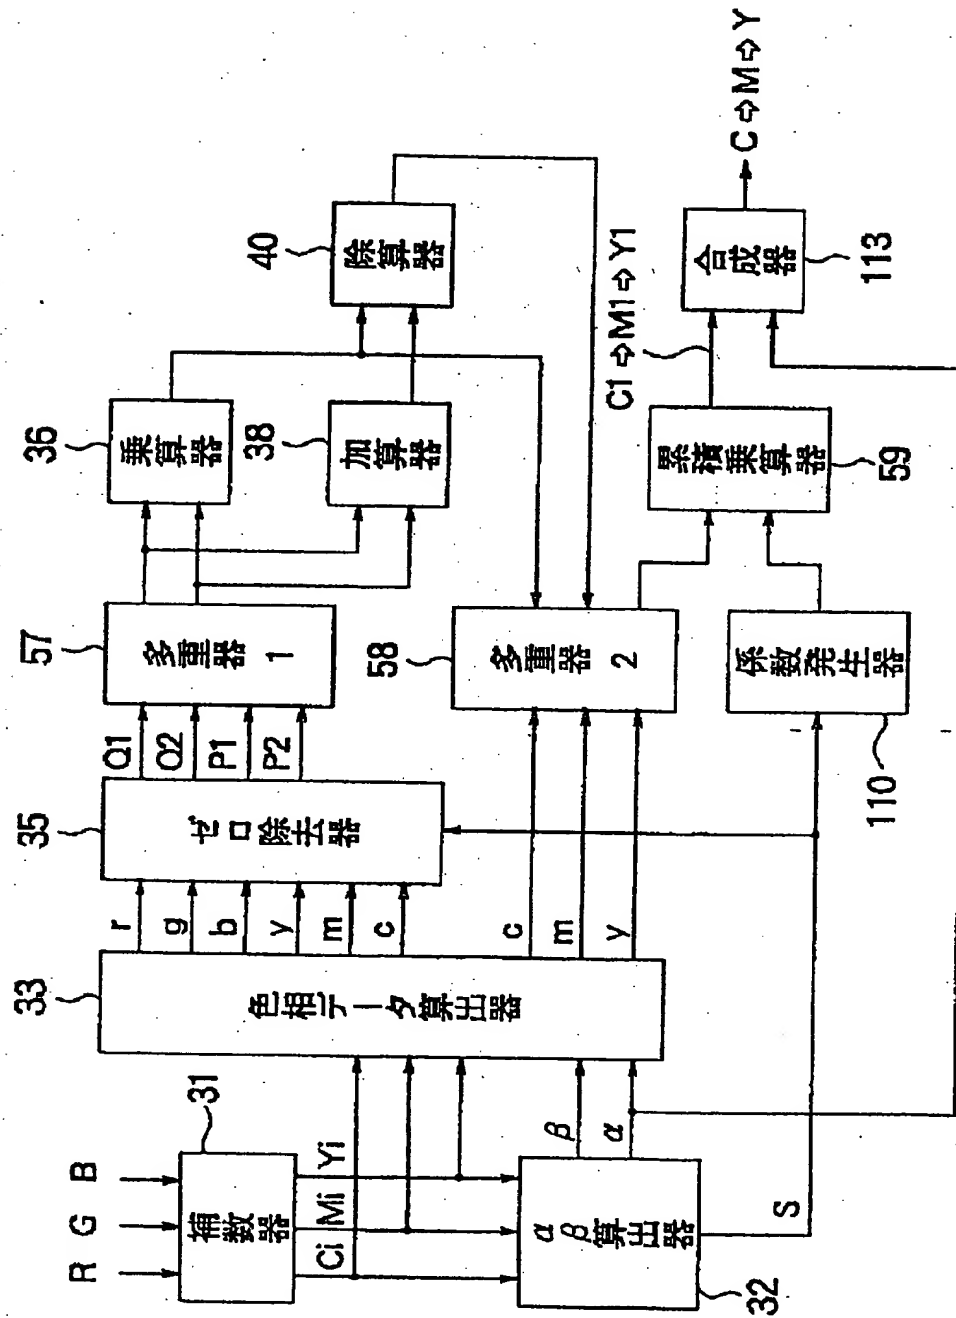 R
G
B
補数器
31
Ci
Mi
Yi
αβ算出器
32
β
α
S
色相データ算出器
33
r
g
b
y
m
c
c
m
y
ゼロ除去器
35
Q1
Q2
P1
P2
多重器
1
57
乗算器
36
加算器
38
除算器
40
多重器
2
58
係数発生器
110
累積乗算器
59
C1⇨M1⇨Y1
合成器
113
C⇨M⇨Y